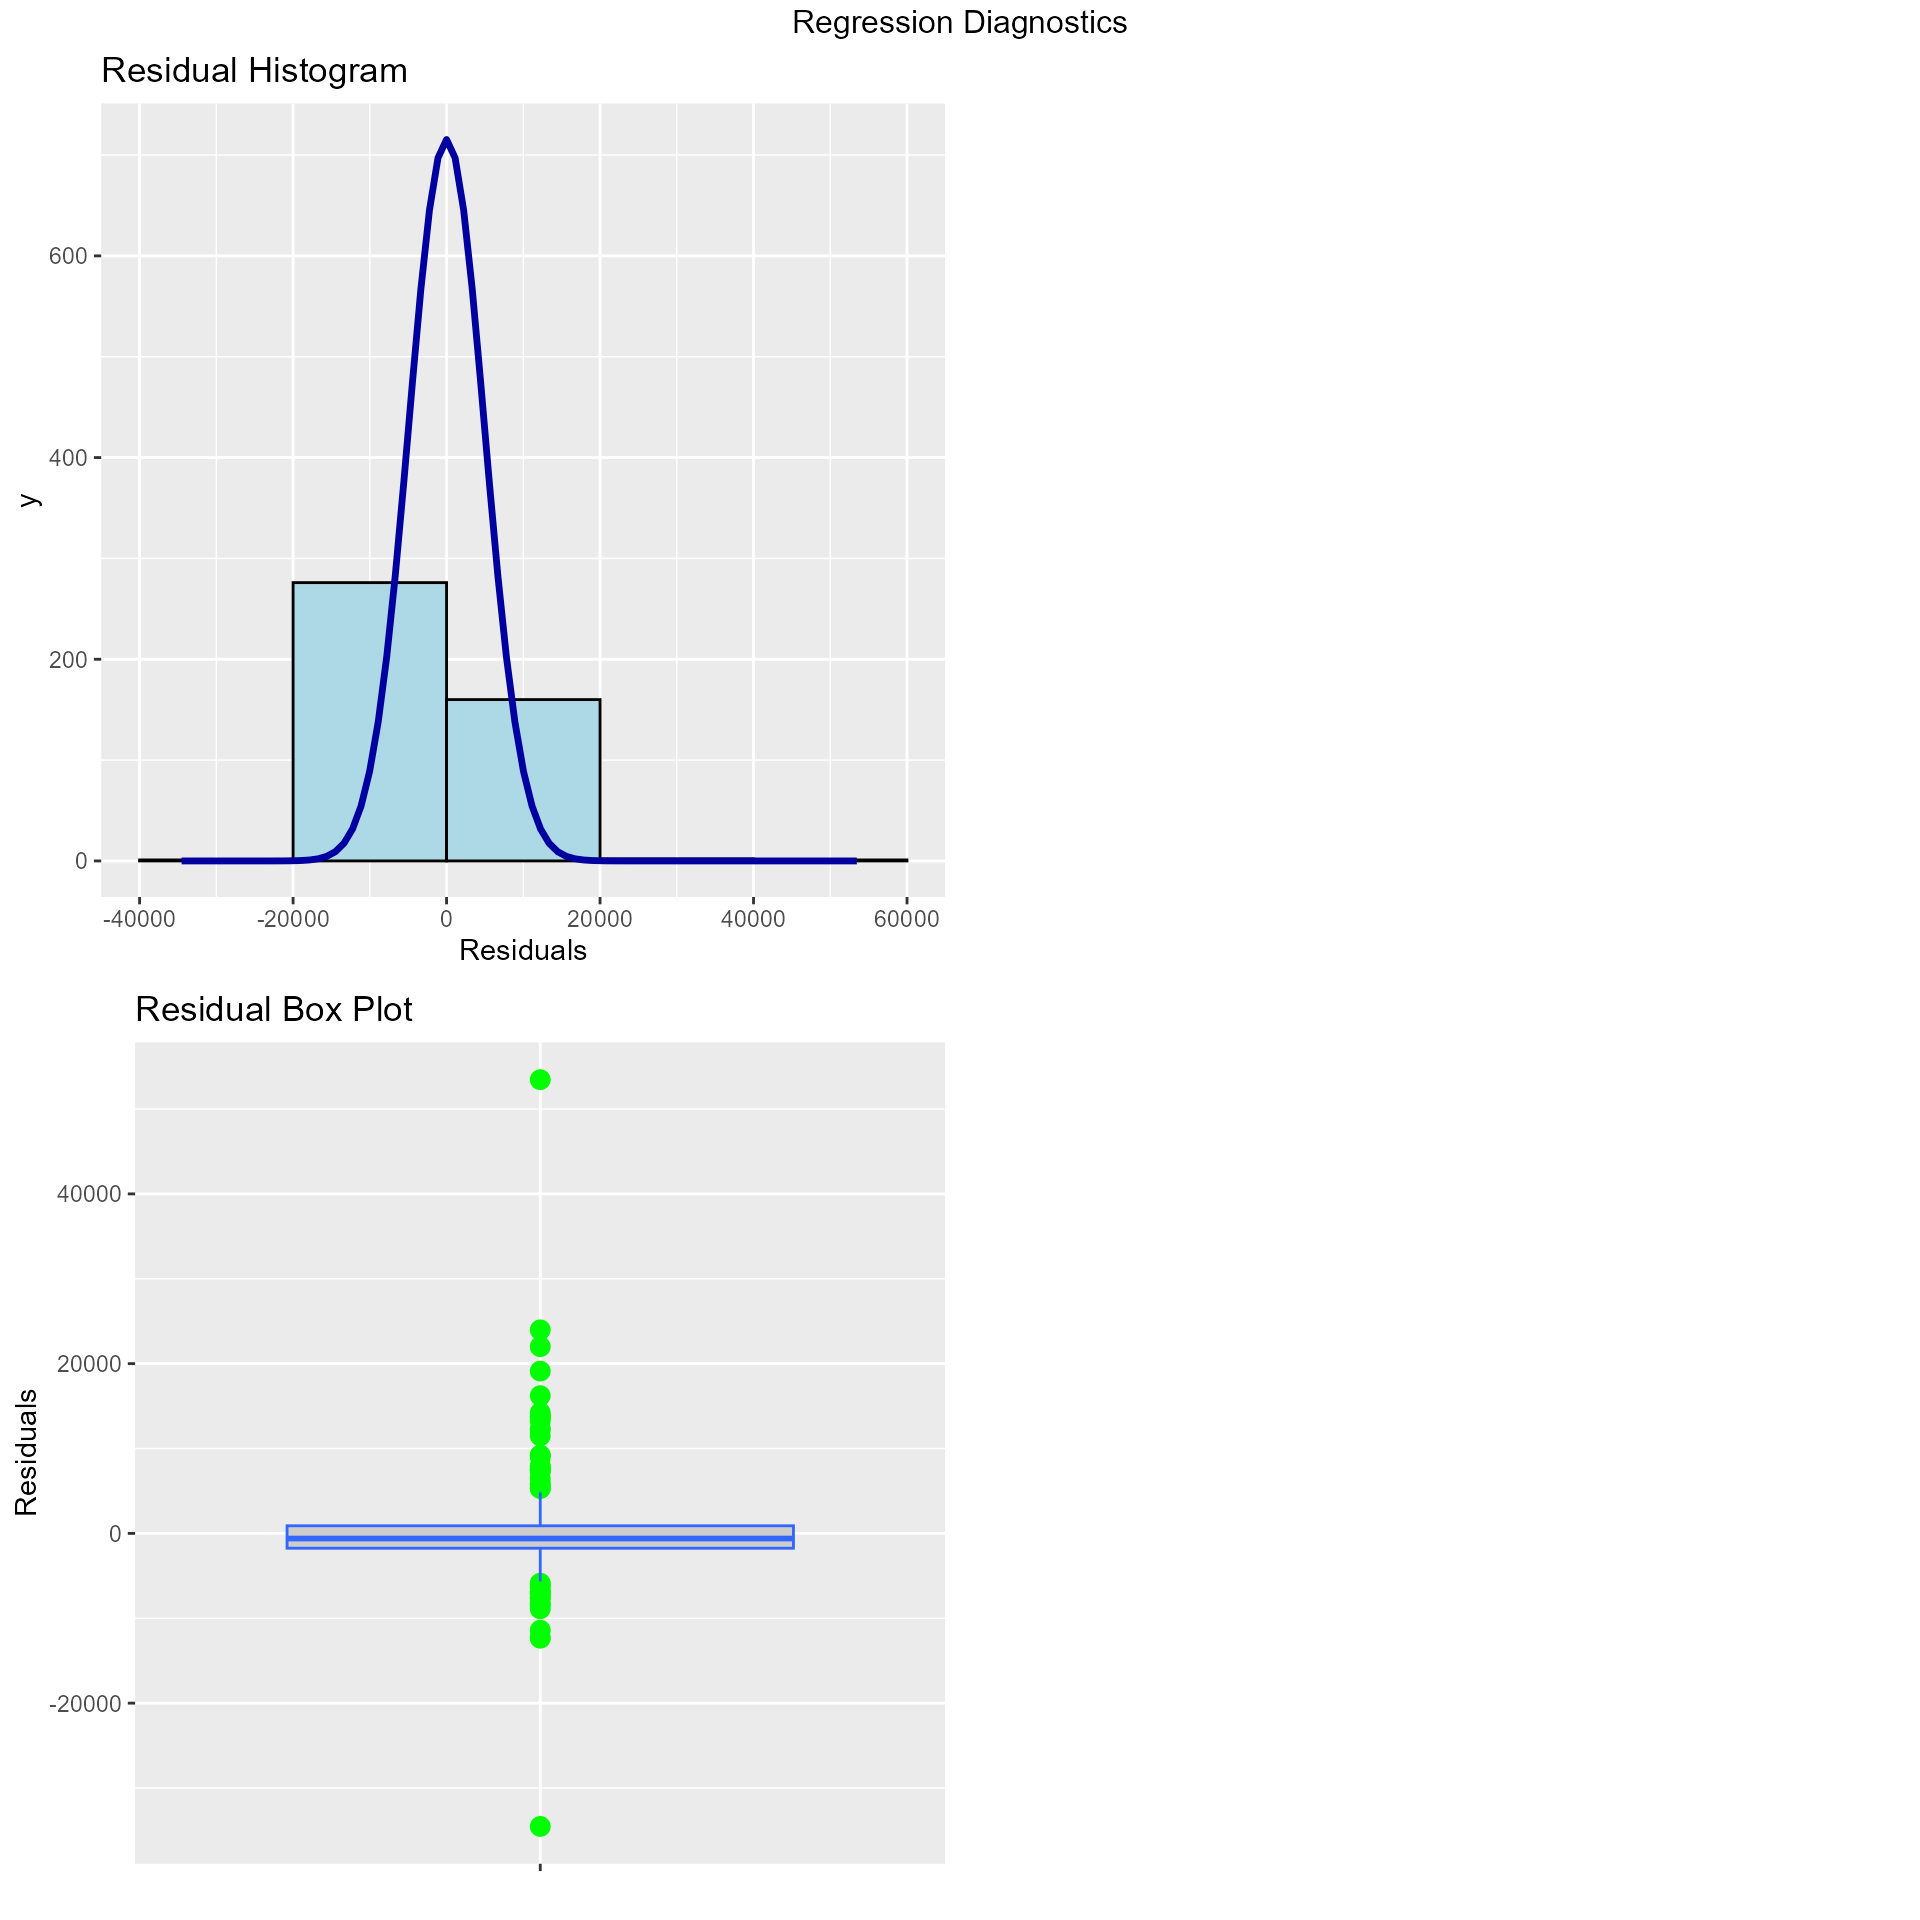 Regression Diagnostics
Residual Histogram
600
400
200
0
y
-40000 -20000 0 20000 40000 60000
Residuals
Residual Box Plot
40000
20000
0
-20000
Residuals